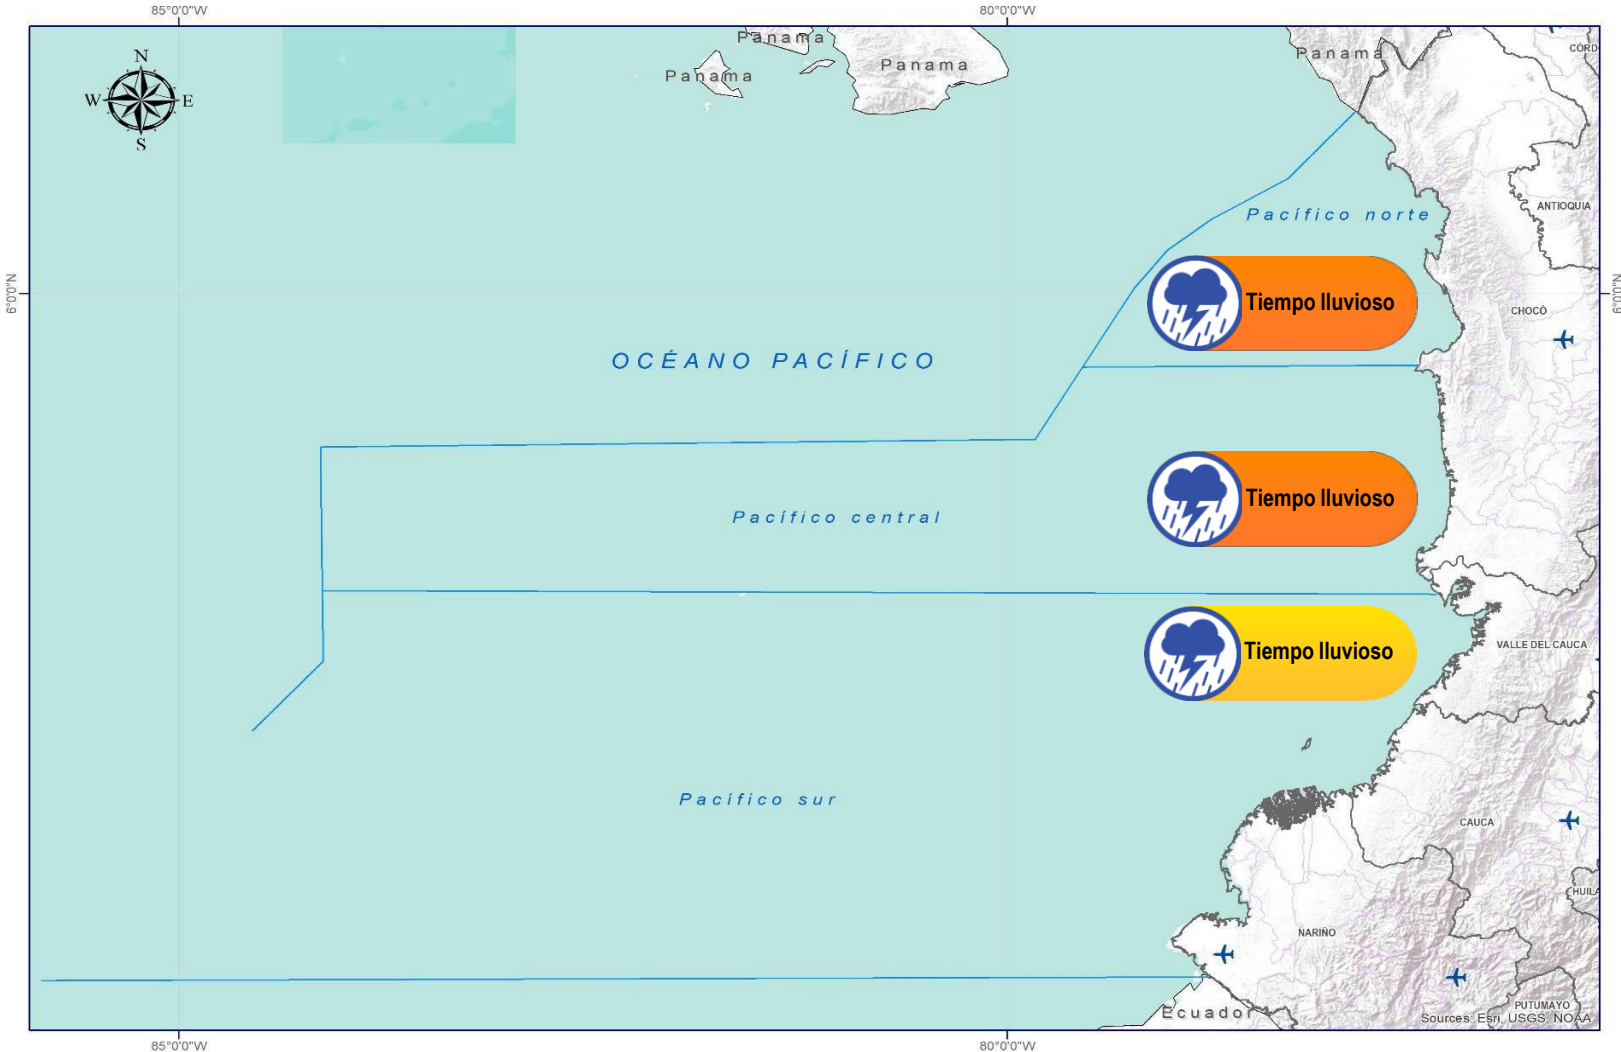 85°0'0"W
80°0'0"W
N
W
E
S
Panama
Panama
Panama
Panama
CÓRD
ANTIOQUIA
Pacífico norte
6°0'0"N
6°0'0"N
Tiempo lluvioso
CHOCÓ
OCÉANO PACÍFICO
Tiempo lluvioso
Pacífico central
Tiempo lluvioso
VALLE DEL CAUCA
Pacífico sur
CAUCA
HUILA
NARIÑO
PUTUMAYO
Ecuador
Sources: Esri, USGS, NOAA
85°0'0"W
80°0'0"W